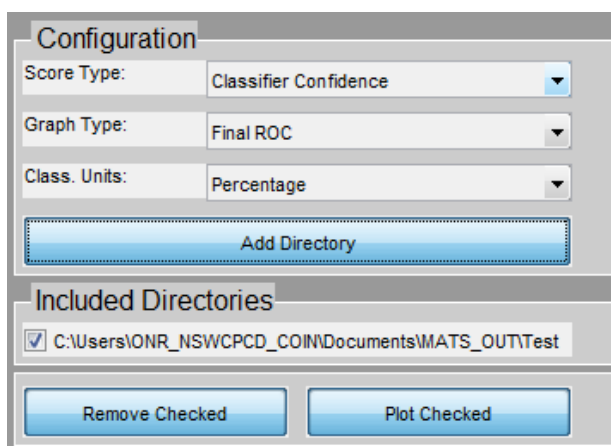 Configuration
Score Type: Classifier Confidence
Graph Type: Final ROC
Class. Units: Percentage
Add Directory
Included Directories
C:\Users\ONR_NSWCPCD_COIN\Documents\MATS_OUT\Test
Remove Checked Plot Checked